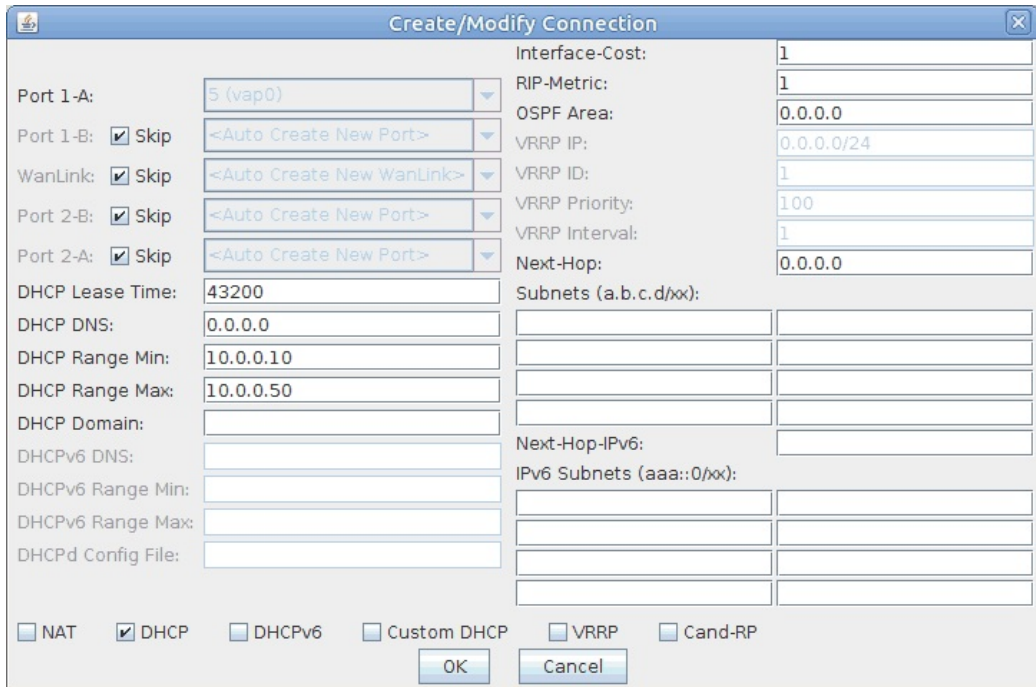 Create/Modify Connection
Port 1-A: 5 (vap0)
Port 1-B: Skip <Auto Create New Port>
WanLink: Skip <Auto Create New WanLink>
Port 2-B: Skip <Auto Create New Port>
Port 2-A: Skip <Auto Create New Port>
DHCP Lease Time: 43200
DHCP DNS: 0.0.0.0
DHCP Range Min: 10.0.0.10
DHCP Range Max: 10.0.0.50
DHCP Domain:
DHCPv6 DNS:
DHCPv6 Range Min:
DHCPv6 Range Max:
DHCPd Config File:
Interface-Cost: 1
RIP-Metric: 1
OSPF Area: 0.0.0.0
VRRP IP: 0.0.0.0/24
VRRP ID: 1
VRRP Priority: 100
VRRP Interval: 1
Next-Hop: 0.0.0.0
Subnets (a.b.c.d/xx):
Next-Hop-IPv6:
IPv6 Subnets (aaa::0/xx):
NAT DHCP DHCPv6 Custom DHCP VRRP Cand-RP
OK Cancel